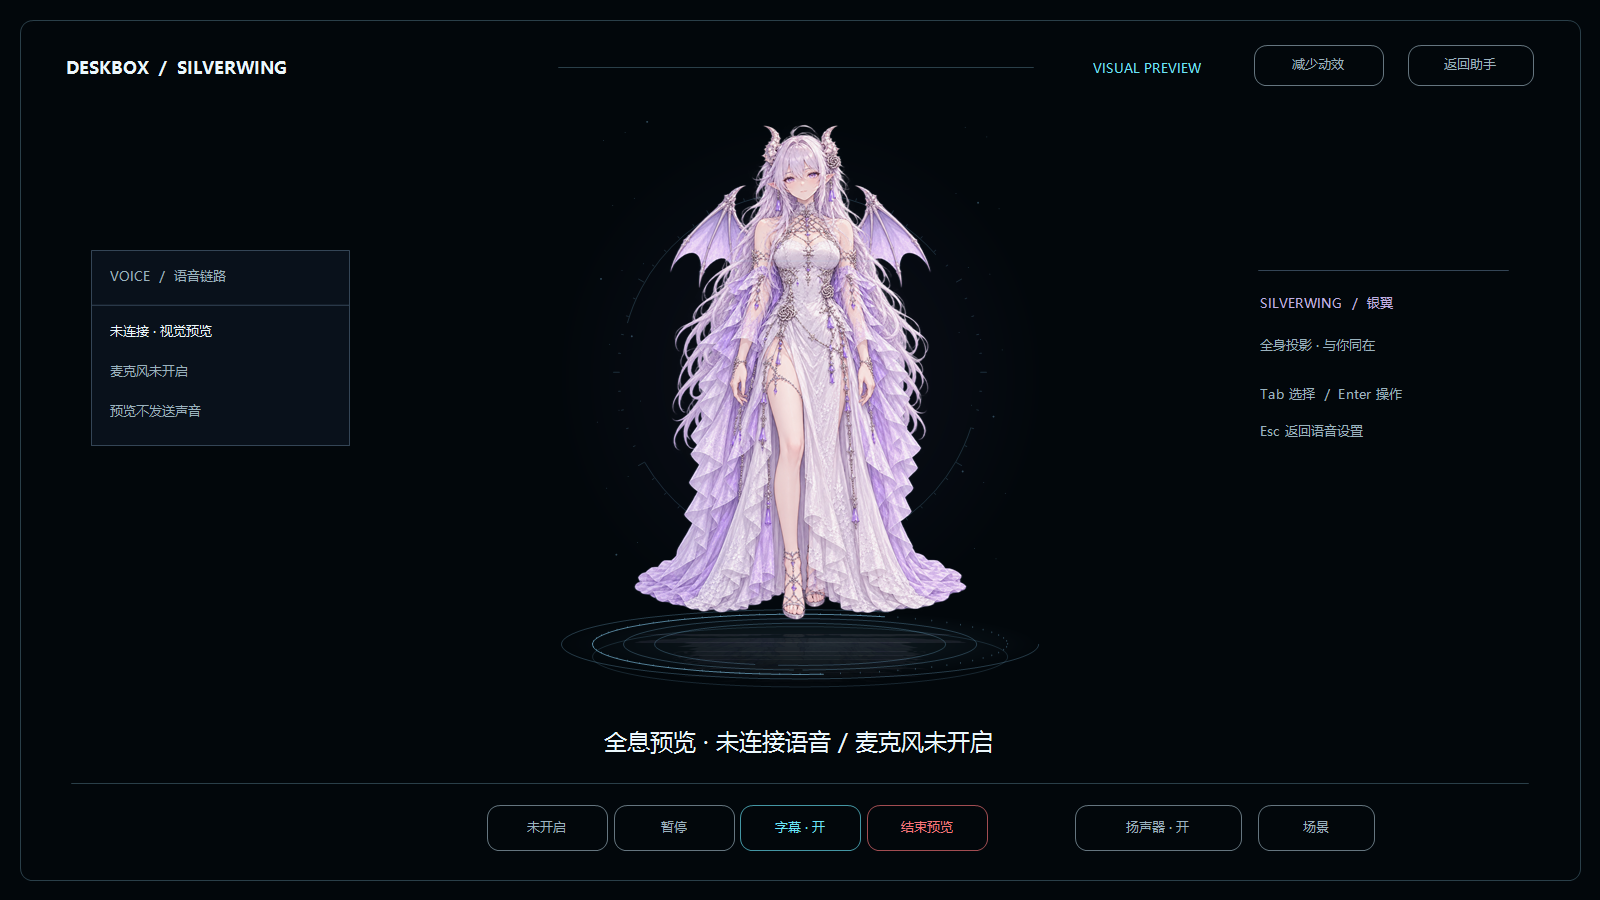 DESKBOX / SILVERWING
VISUAL PREVIEW
减少动效
返回助手
VOICE / 语音链路
未连接 · 视觉预览
麦克风未开启
预览不发送声音
SILVERWING / 银翼
全身投影 · 与你同在
Tab 选择 / Enter 操作
Esc 返回语音设置
全息预览 · 未连接语音 / 麦克风未开启
未开启
暂停
字幕 · 开
结束预览
扬声器 · 开
场景